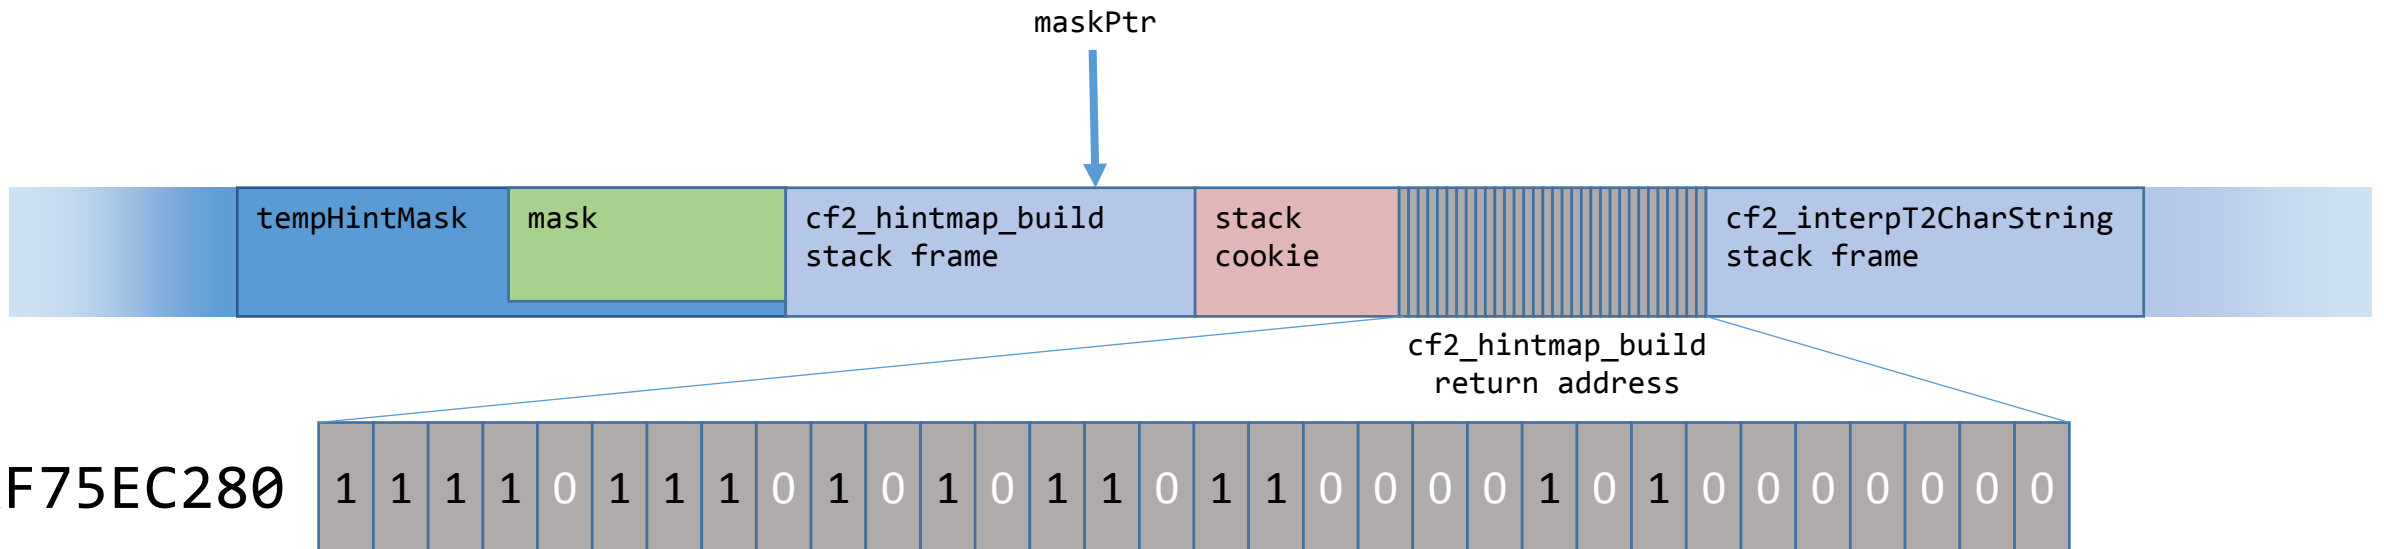 maskPtr
tempHintMask
mask
cf2_hintmap_build
stack frame
stack
cookie
cf2_interpT2CharString
stack frame
cf2_hintmap_build
return address
F75EC280 1 1 1 1 0 1 1 1 0 1 0 1 0 1 1 0 1 1 0 0 0 0 1 0 1 0 0 0 0 0 0 0